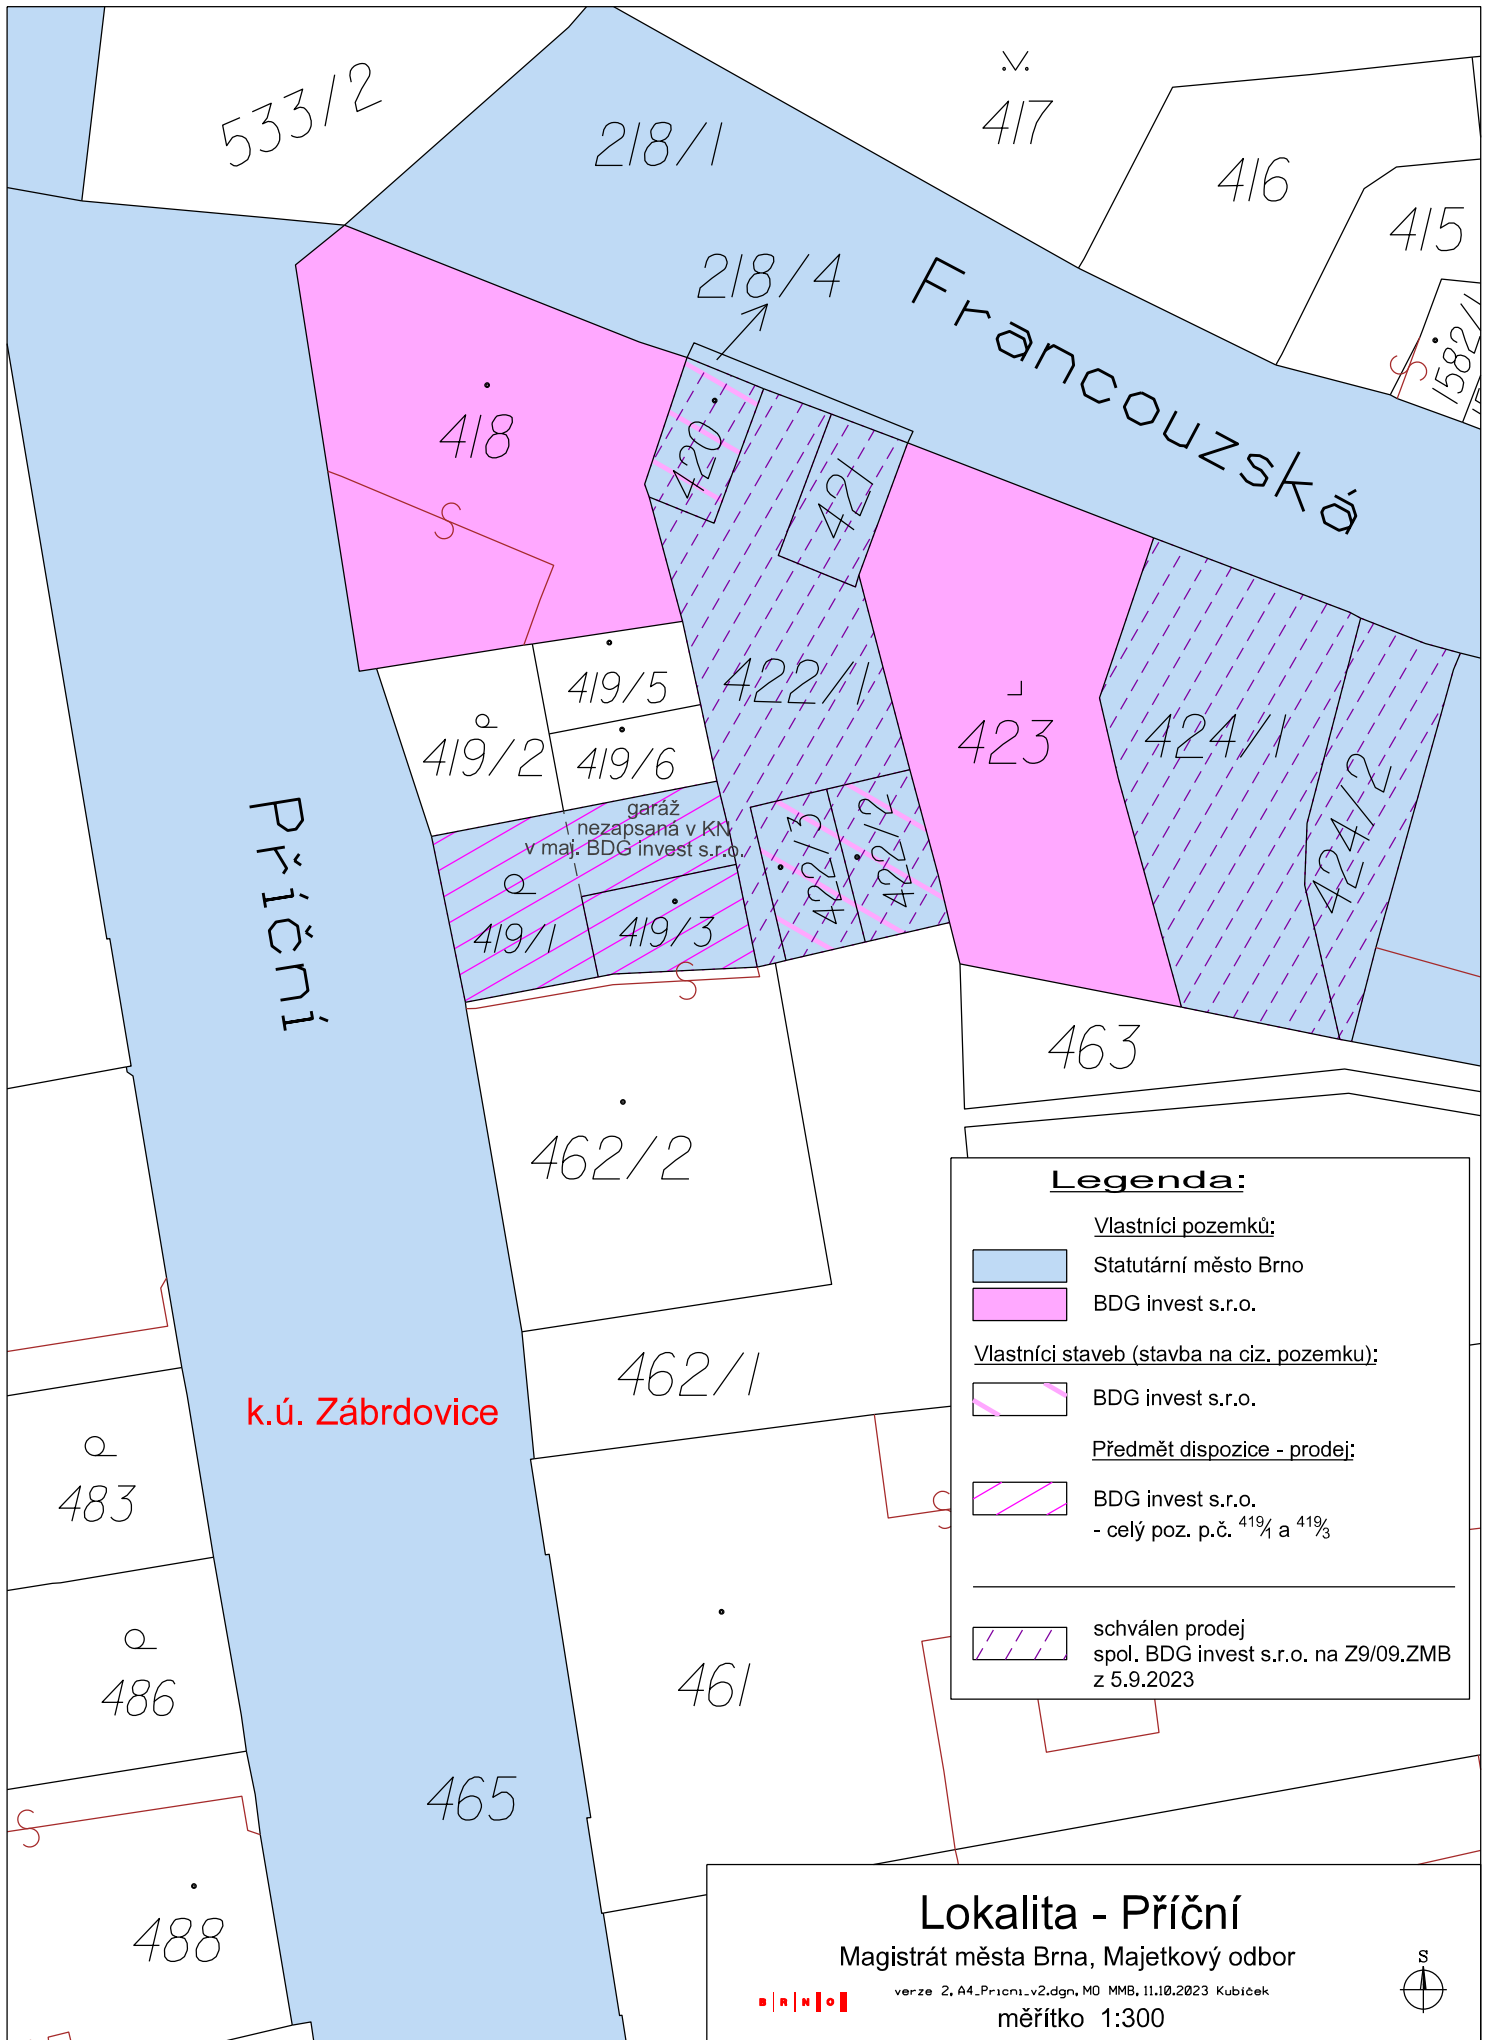 533/2
218/1
417
416
415
218/4
Francouzská
1582/1
418
S
S
420
421
419/5
422/1
423
424/1
419/2
419/6
424/2
Příční
garáž
nezapsaná v KN
v maj. BDG invest s.r.o.
422/3
422/2
419/1
419/3
S
463
462/2
462/1
k.ú. Zábrdovice
483
S
461
486
465
S
488
Legenda:
Vlastníci pozemků:
Statutární město Brno
BDG invest s.r.o.
Vlastníci staveb (stavba na ciz. pozemku):
BDG invest s.r.o.
Předmět dispozice - prodej:
BDG invest s.r.o.
- celý poz. p.č. 419/1 a 419/3
schválen prodej
spol. BDG invest s.r.o. na Z9/09.ZMB
z 5.9.2023
Lokalita - Příční
Magistrát města Brna, Majetkový odbor
verze 2, A4_Pricni_v2.dgn, MO MMB, 11.10.2023 Kubíček
BRNO
měřítko 1:300
S